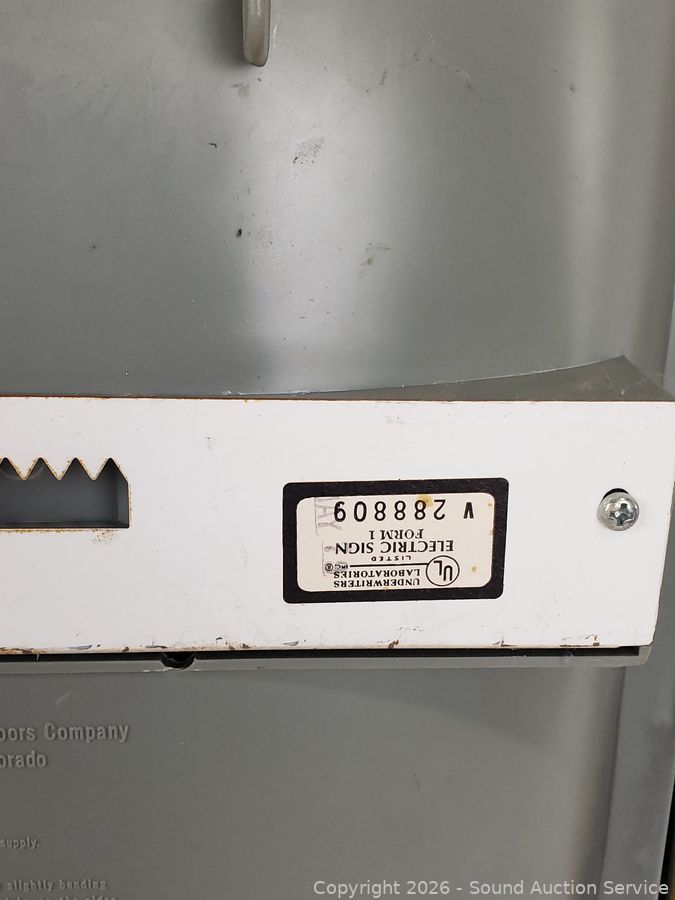 UNDERWRITERS
LABORATORIES
UL INC.®
LISTED
ELECTRIC SIGN
FORM 1
V 288809
MAY
oors Company
orado
supply.
slightly bending
Copyright 2026 - Sound Auction Service